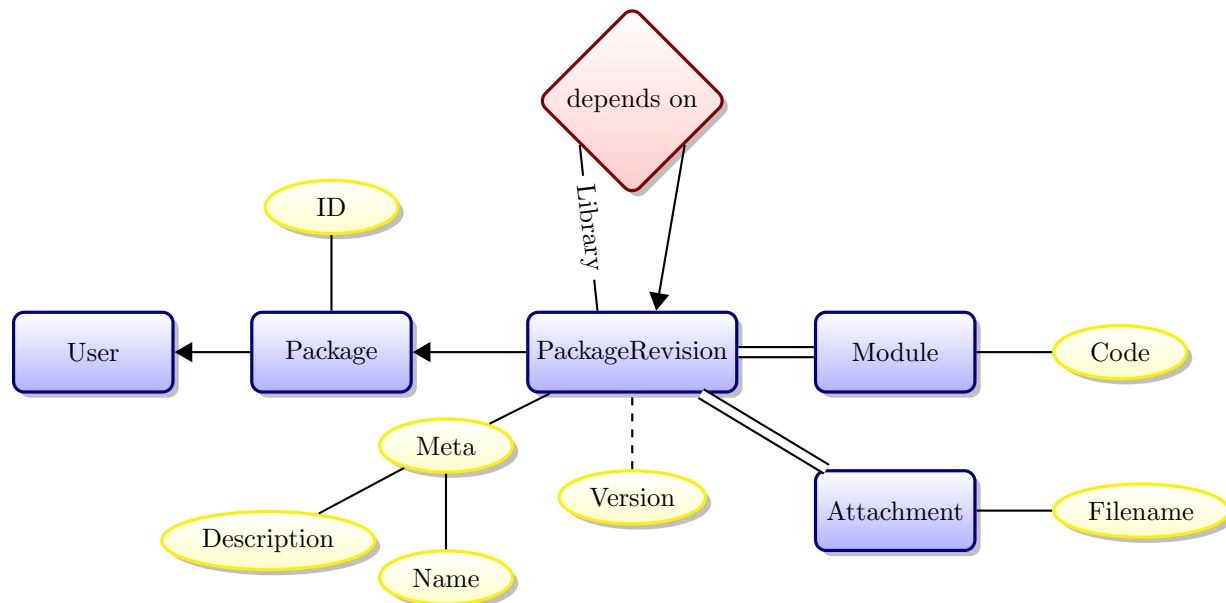 depends on
Library
ID
User
Package
PackageRevision
Module
Code
Meta
Version
Attachment
Filename
Description
Name